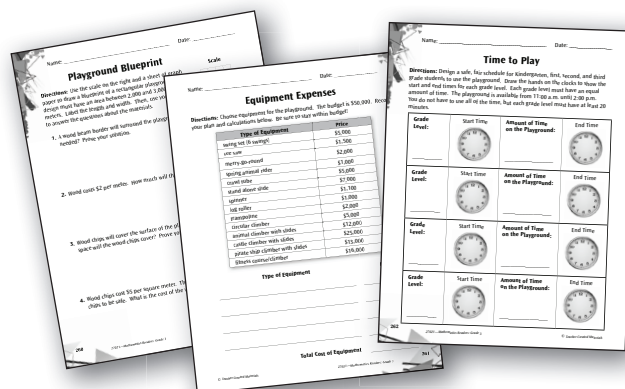 Name:
Date:
Playground Blueprint
Scale
Directions: Use the scale on the right and a sheet of graph
paper to draw a blueprint of a rectangular playground
design must have an area between 2,000 and 3,000
meters. Label the length and width. Then, use your
to answer the questions about the materials.
1. A wood beam border will surround the playground
needed? Prove your solution.
2. Wood costs $2 per meter. How much will the
3. Wood chips will cover the surface of the
space will the wood chips cover? Prove your
4. Wood chips cost $5 per square meter.
chips to be safe. What is the cost of the
Name:
Date:
Equipment Expenses
Directions: Choose equipment for the playground. The budget is $50,000.
your plan and calculations below. Be sure to stay within budget!
Type of Equipment Price
swing set (6 swings) $5,000
see saw $1,500
merry-go-round $2,000
spring animal rides $1,000
crawl tube $5,000
stand alone slide $7,000
spinner $1,100
log roller $1,000
trampoline $2,000
circular climber $5,000
animal climber with slides $12,000
castle climber with slides $25,000
pirate ship climber with slides $15,000
fitness course/climber $19,000
Type of Equipment
Total Cost of Equipment
261
Name:
Date:
Time to Play
Directions: Design a safe, fair schedule for Kindergarten, first, second, and third
grade students to use the playground. Draw the hands on the clocks to show the
start and end times for each grade level. Each grade level must have an equal
amount of time. The playground is available from 11:00 a.m. until 2:00 p.m.
You do not have to use all of the time, but each grade level must have at least 20
minutes.
Grade Level: Start Time Amount of Time on the Playground: End Time
Grade Level: Start Time Amount of Time on the Playground: End Time
Grade Level: Start Time Amount of Time on the Playground: End Time
Grade Level: Start Time Amount of Time on the Playground: End Time
262
© Teacher Created Materials